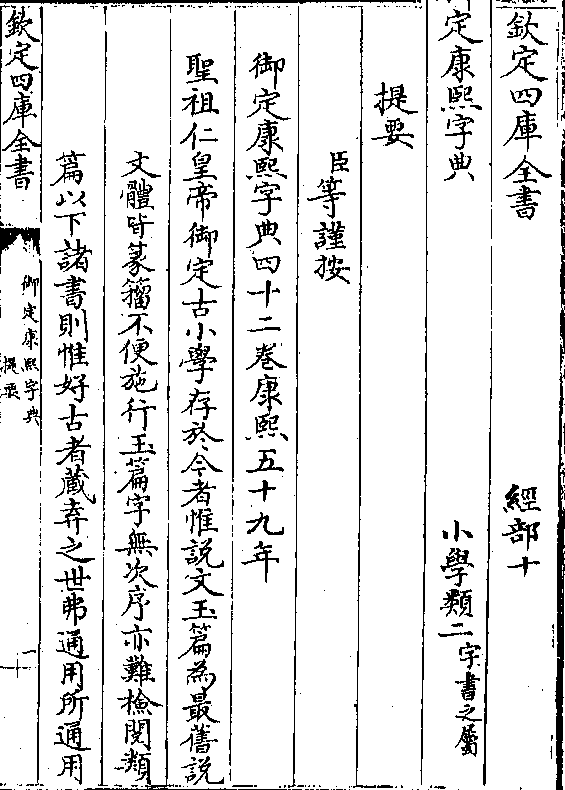 欽定四庫全書 經部十
定康熙字典 小學類二字書之屬
提要
臣等謹按
御定康熙字典四十二卷康熙五十九年
聖祖仁皇帝御定古小學存於今者惟說文玉篇為最舊說
文體皆篆籀不便施行玉篇字無次序亦難檢閱類
篇以下諸書則惟好古者藏弆之世弗通用所通用
欽定四庫全書
御定康熙字典
提要
一